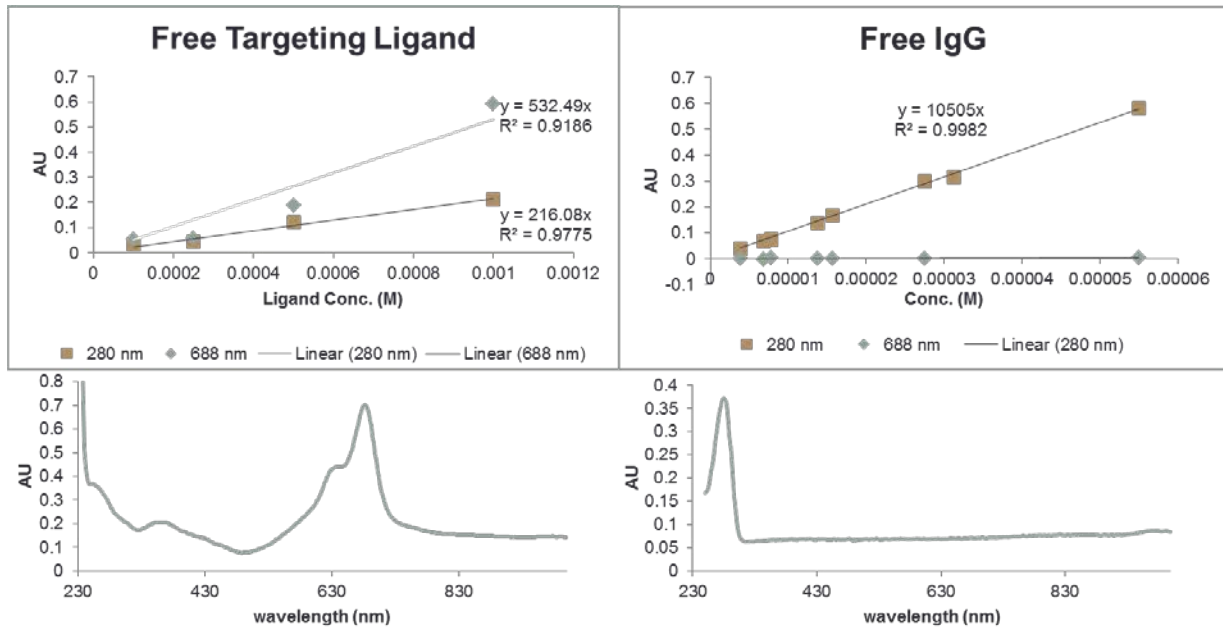 Free Targeting Ligand
0.7
0.6
0.5
0.4
0.3
0.2
0.1
0
AU
y = 532.49x
R² = 0.9186
y = 216.08x
R² = 0.9775
0 0.0002 0.0004 0.0006 0.0008 0.001 0.0012
Ligand Conc. (M)
280 nm 688 nm Linear (280 nm) Linear (688 nm)
Free IgG
0.7
0.6
0.5
0.4
0.3
0.2
0.1
0
-0.1
AU
y = 10505x
R² = 0.9982
0 0.00001 0.00002 0.00003 0.00004 0.00005 0.00006
Conc. (M)
280 nm 688 nm Linear (280 nm)
0.8
0.7
0.6
0.5
0.4
0.3
0.2
0.1
0
AU
230 430 630 830
wavelength (nm)
0.4
0.35
0.3
0.25
0.2
0.15
0.1
0.05
0
AU
230 430 630 830
wavelength (nm)